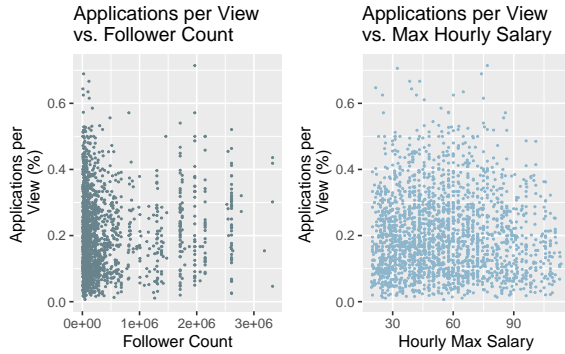 Applications per View
vs. Follower Count
Applications per
View (%)
0.6
0.4
0.2
0.0
0e+00 1e+06 2e+06 3e+06
Follower Count
Applications per View
vs. Max Hourly Salary
Applications per
View (%)
0.6
0.4
0.2
0.0
30 60 90
Hourly Max Salary